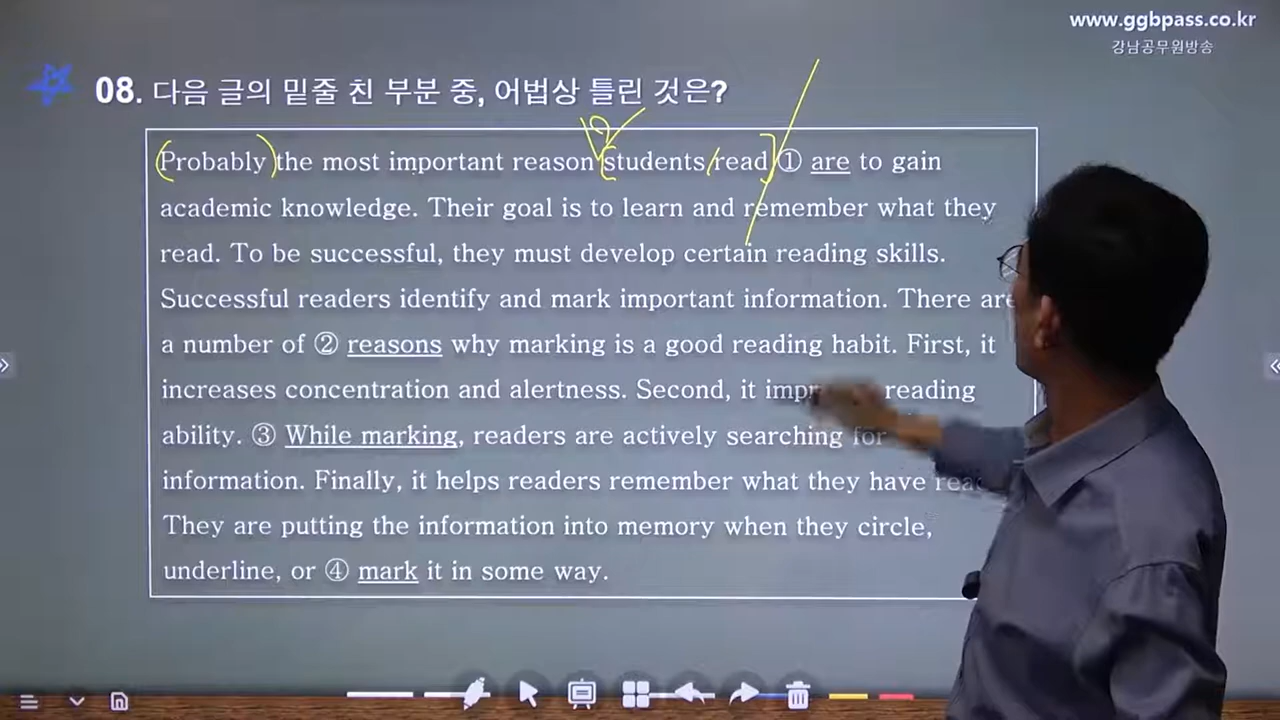 www.ggbpass.co.kr
강남공무원방송
08. 다음 글의 밑줄 친 부분 중, 어법상 틀린 것은?
Probably the most important reason students read ① are to gain
academic knowledge. Their goal is to learn and remember what they
read. To be successful, they must develop certain reading skills.
Successful readers identify and mark important information. There are
a number of ② reasons why marking is a good reading habit. First, it
increases concentration and alertness. Second, it reading
ability. ③ While marking, readers are actively searching for
information. Finally, it helps readers remember what they have
They are putting the information into memory when they circle,
underline, or ④ mark it in some way.